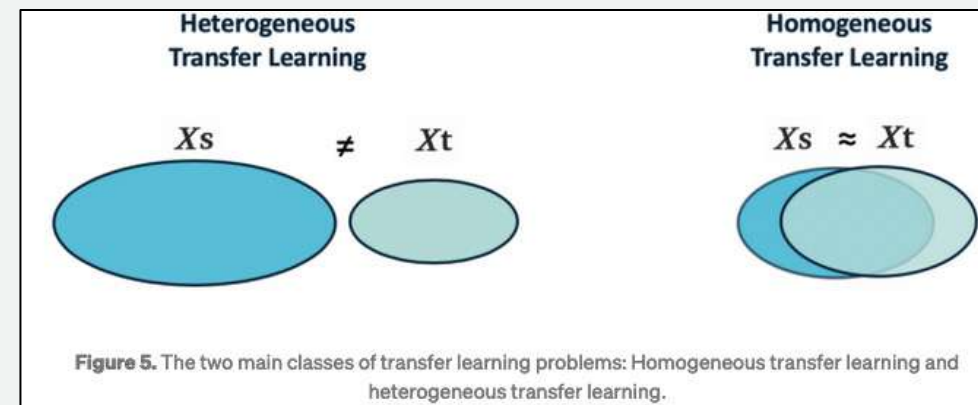 Heterogeneous
Transfer Learning
Homogeneous
Transfer Learning
Xs ≠ Xt
Xs ≈ Xt
Figure 5. The two main classes of transfer learning problems: Homogeneous transfer learning and
heterogeneous transfer learning.